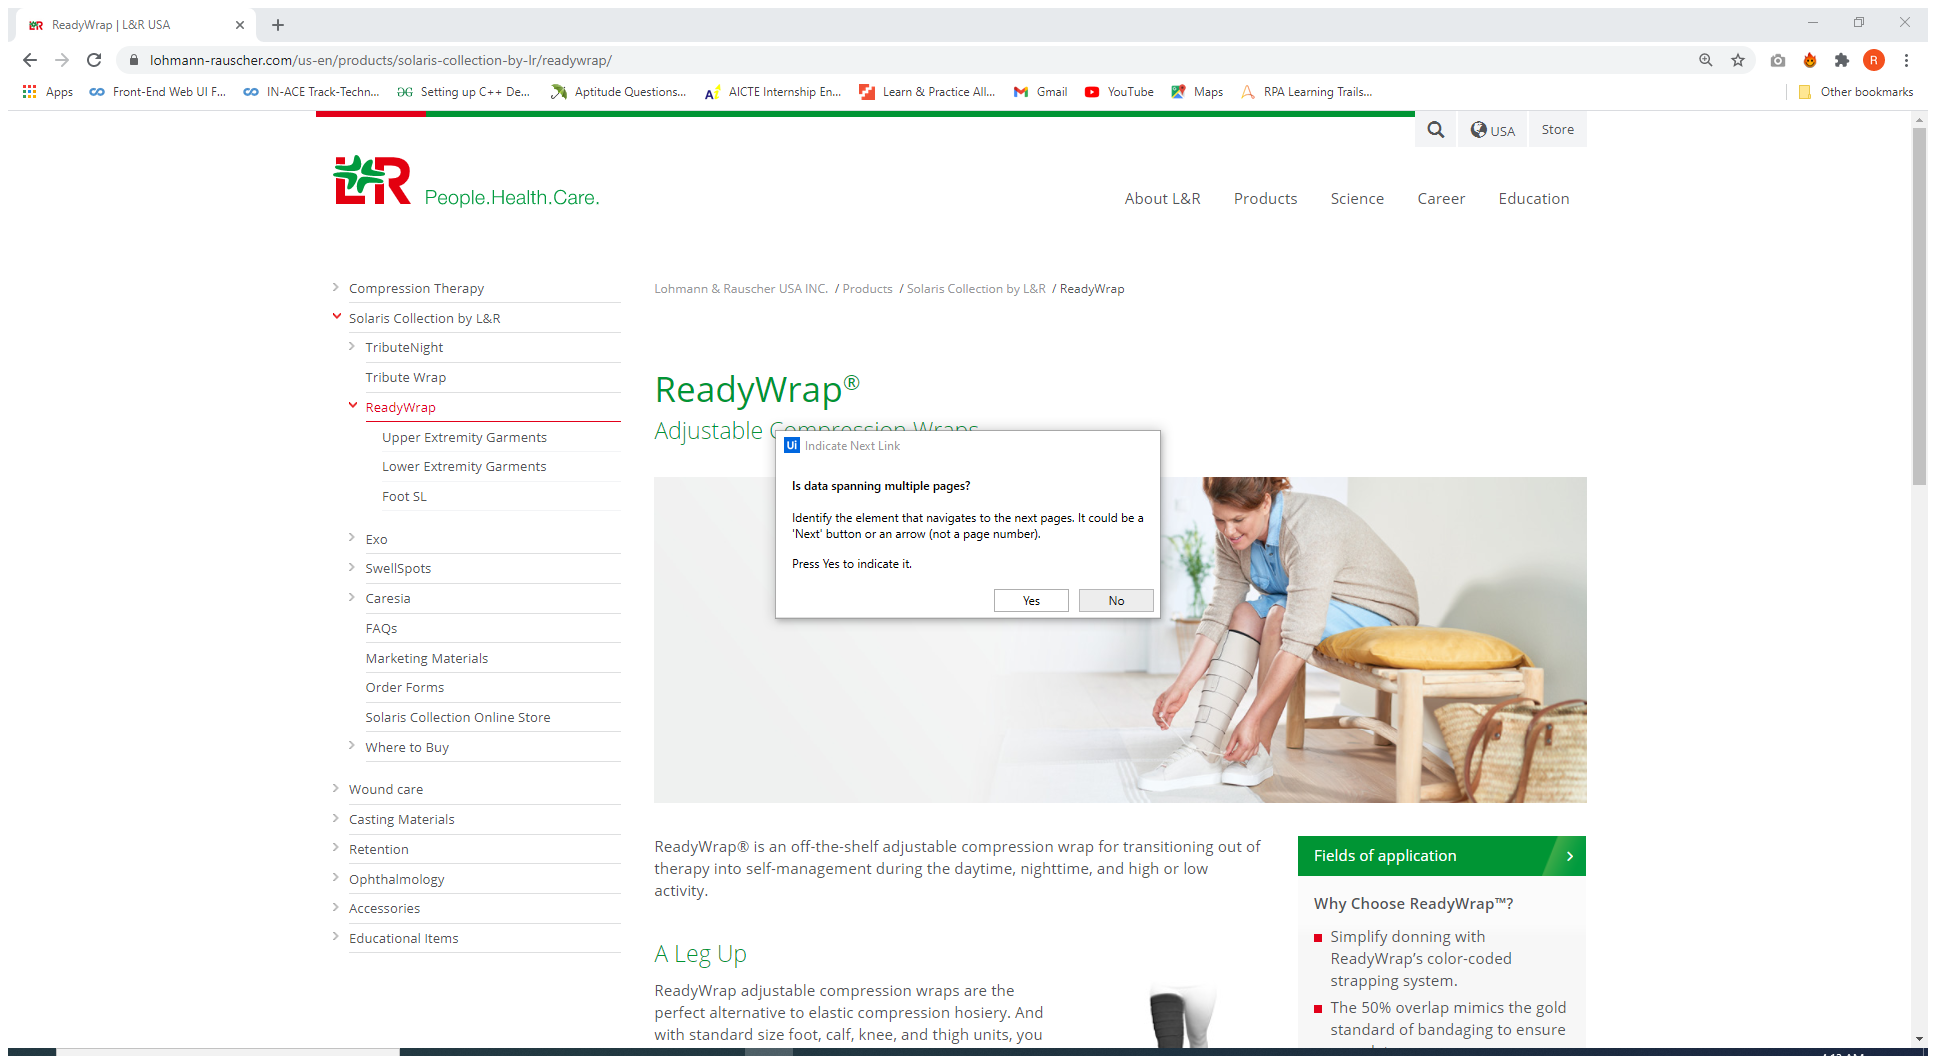 ReadyWrap | L&R USA
lohmann-rauscher.com/us-en/products/solaris-collection-by-lr/readywrap/
R
Apps
Front-End Web UI F...
IN-ACE Track-Techn...
Setting up C++ De...
Aptitude Questions...
AICTE Internship En...
Learn & Practice All...
Gmail
YouTube
Maps
RPA Learning Trails...
Other bookmarks
USA
Store
L&R
People.Health.Care.
About L&R
Products
Science
Career
Education
Compression Therapy
Solaris Collection by L&R
TributeNight
Tribute Wrap
ReadyWrap
Upper Extremity Garments
Lower Extremity Garments
Foot SL
Exo
SwellSpots
Caresia
FAQs
Marketing Materials
Order Forms
Solaris Collection Online Store
Where to Buy
Wound care
Casting Materials
Retention
Ophthalmology
Accessories
Educational Items
Lohmann & Rauscher USA INC. / Products / Solaris Collection by L&R / ReadyWrap
ReadyWrap®
Adjustable Compression Wraps
Ui Indicate Next Link
Is data spanning multiple pages?
Identify the element that navigates to the next pages. It could be a
'Next' button or an arrow (not a page number).
Press Yes to indicate it.
Yes
No
ReadyWrap® is an off-the-shelf adjustable compression wrap for transitioning out of
therapy into self-management during the daytime, nighttime, and high or low
activity.
A Leg Up
ReadyWrap adjustable compression wraps are the
perfect alternative to elastic compression hosiery. And
with standard size foot, calf, knee, and thigh units, you
Fields of application
Why Choose ReadyWrap™?
Simplify donning with
ReadyWrap's color-coded
strapping system.
The 50% overlap mimics the gold
standard of bandaging to ensure